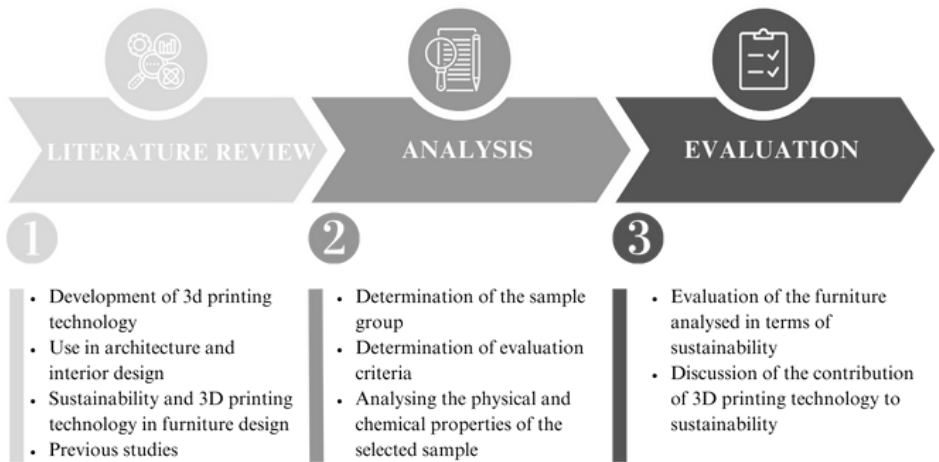 LITERATURE REVIEW
ANALYSIS
EVALUATION
1
• Development of 3d printing
technology
• Use in architecture and
interior design
• Sustainability and 3D printing
technology in furniture design
• Previous studies
2
• Determination of the sample
group
• Determination of evaluation
criteria
• Analysing the physical and
chemical properties of the
selected sample
3
• Evaluation of the furniture
analysed in terms of
sustainability
• Discussion of the contribution
of 3D printing technology to
sustainability